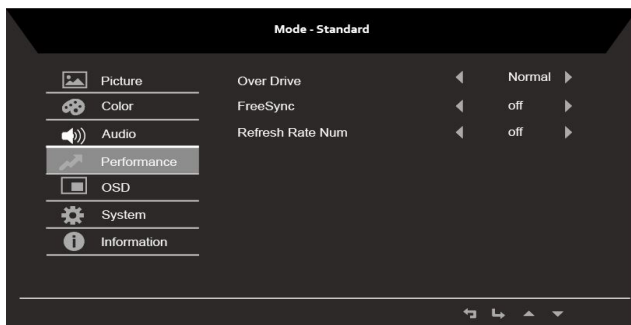 Mode - Standard
Picture
Color
Audio
Performance
OSD
System
Information
Over Drive Normal
FreeSync off
Refresh Rate Num off